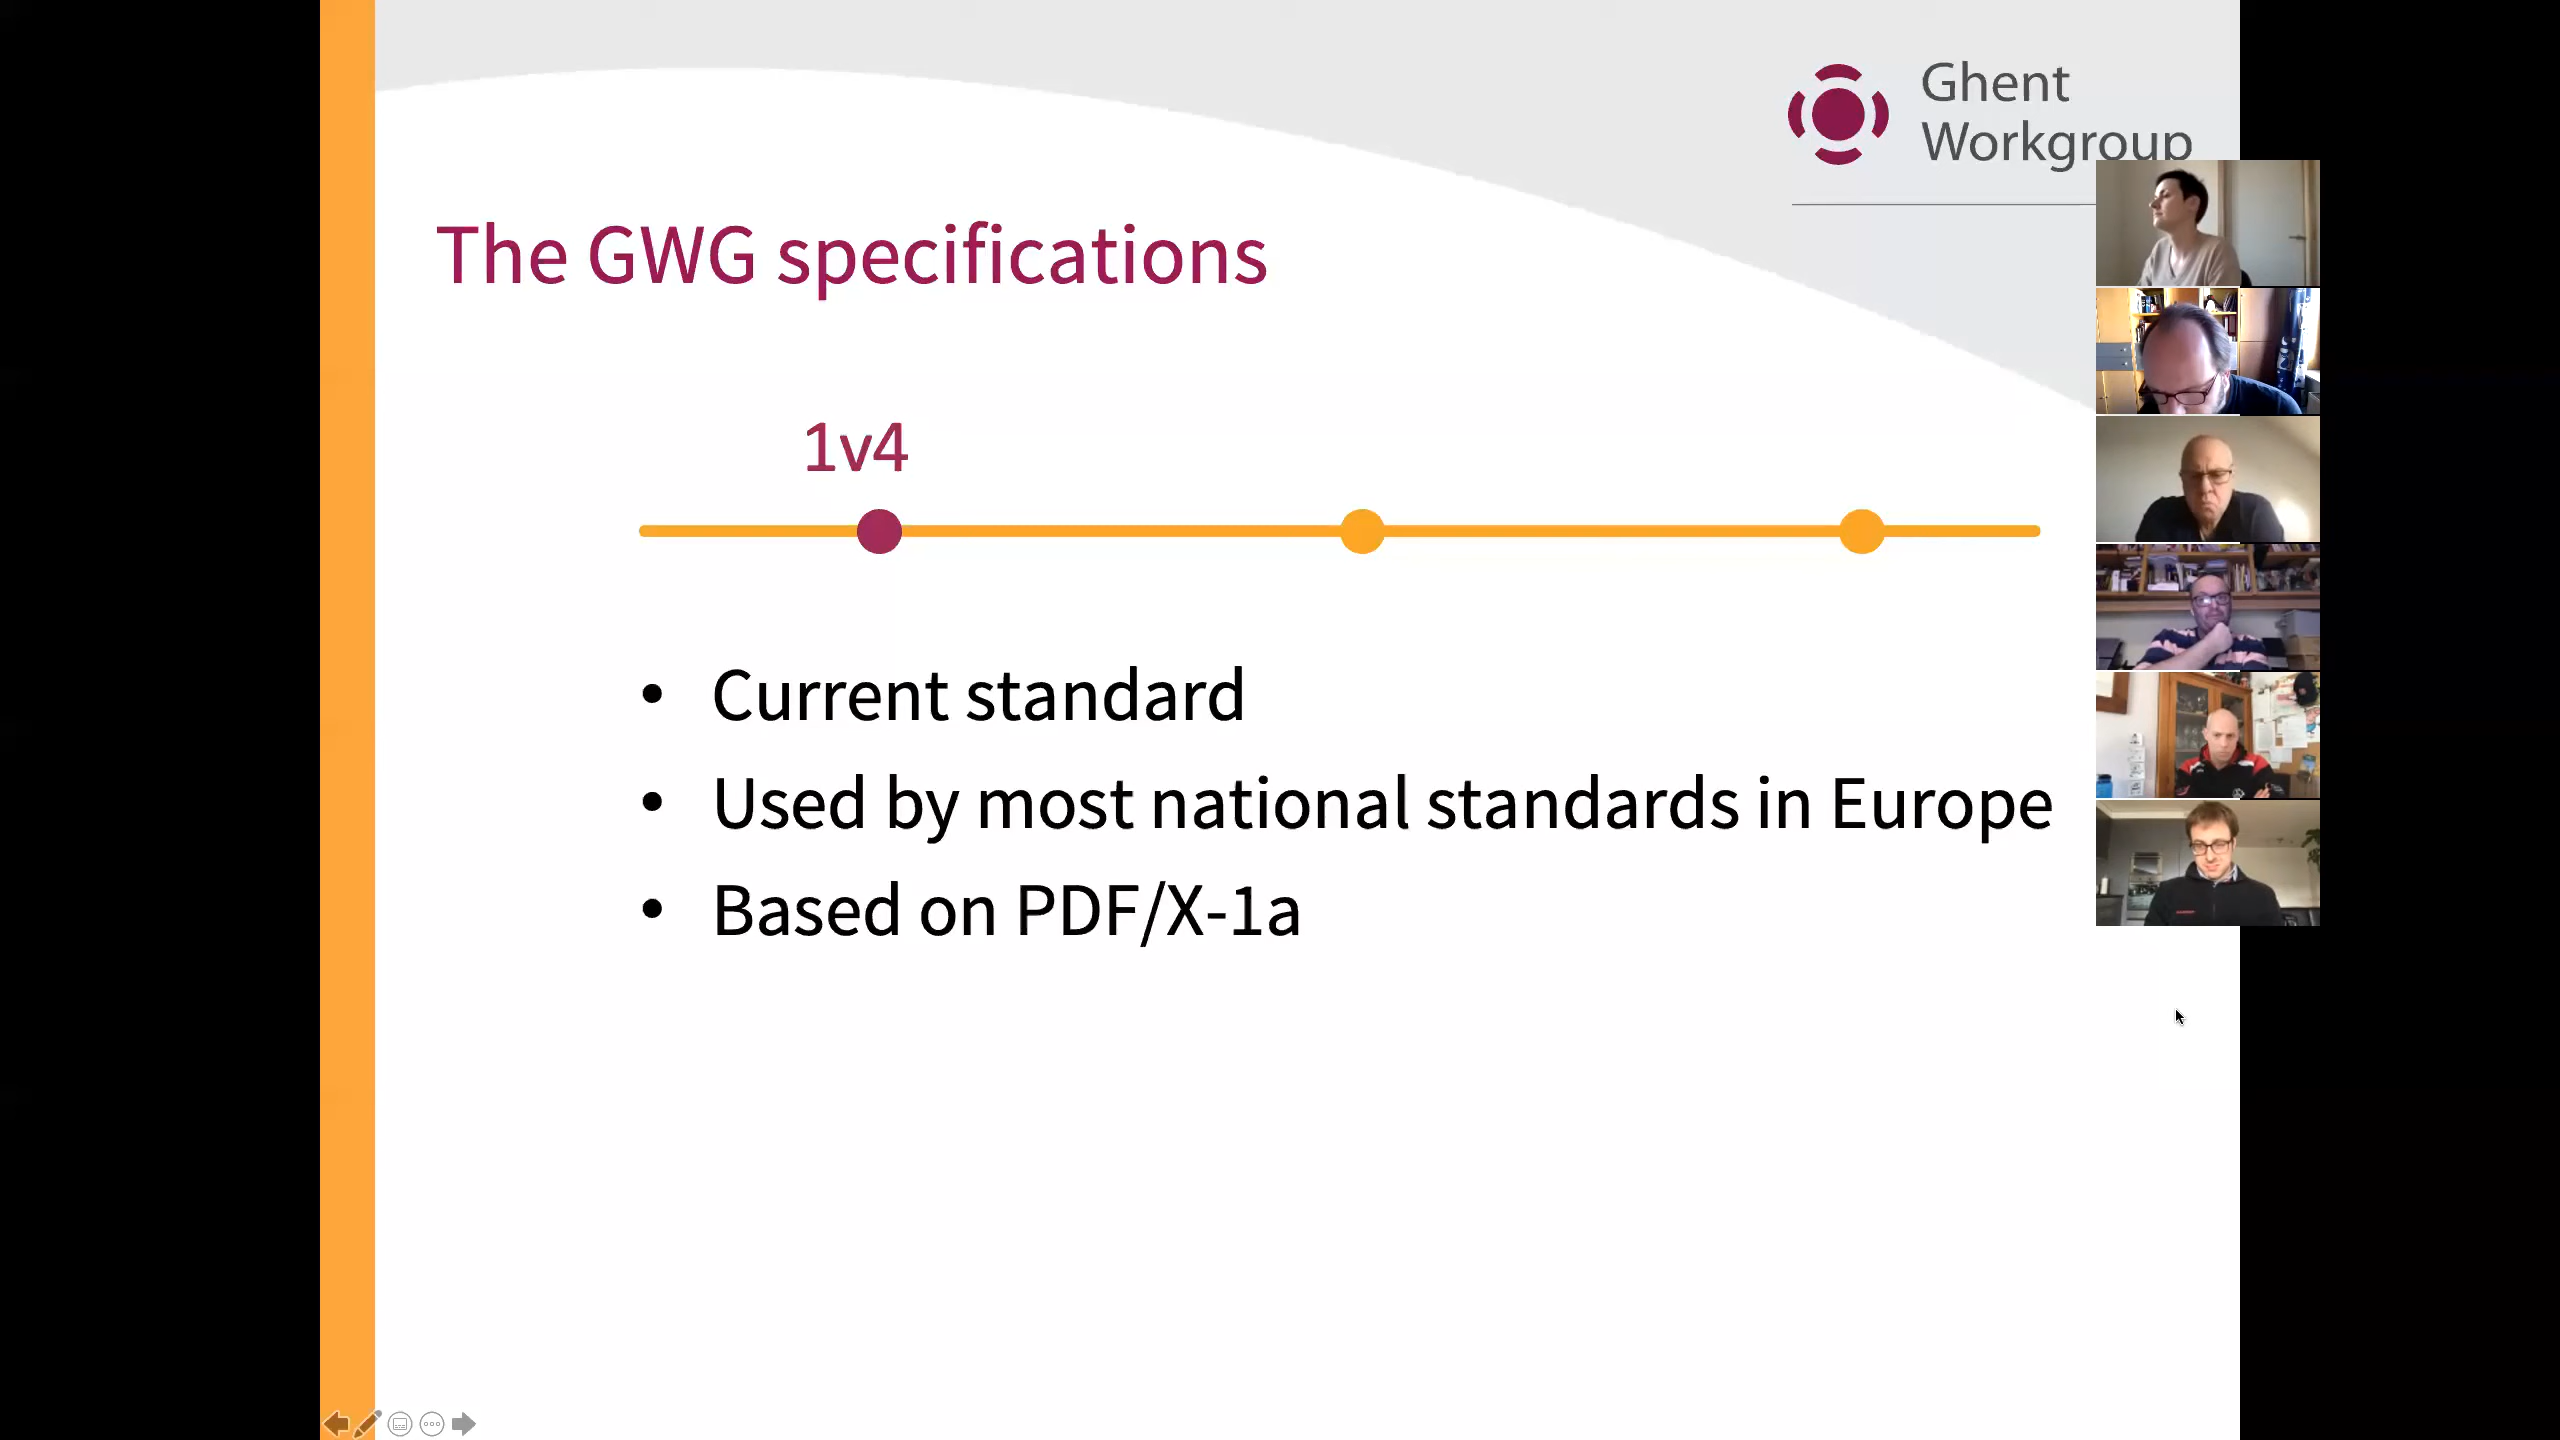 Ghent
Workgroup
The GWG specifications
1v4
• Current standard
• Used by most national standards in Europe
• Based on PDF/X-1a